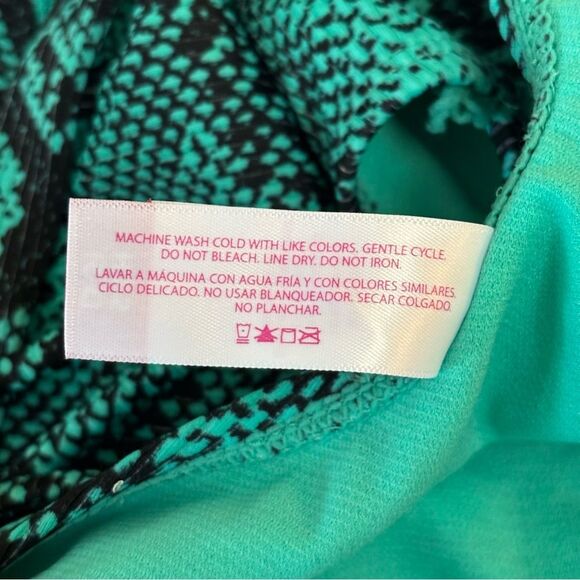 MACHINE WASH COLD WITH LIKE COLORS. GENTLE CYCLE.
DO NOT BLEACH. LINE DRY. DO NOT IRON.
LAVAR A MÁQUINA CON AGUA FRÍA Y CON COLORES SIMILARES.
CICLO DELICADO. NO USAR BLANQUEADOR. SECAR COLGADO.
NO PLANCHAR.